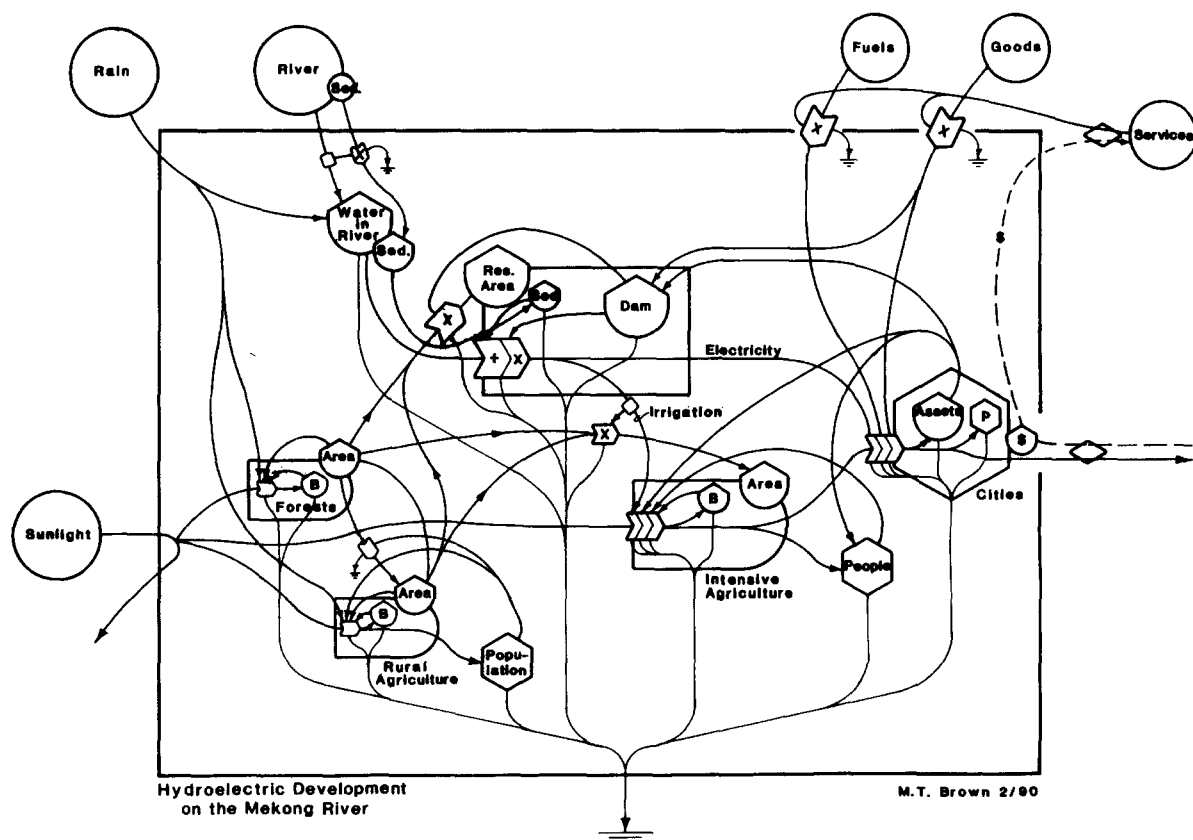 Rain
River
Sed.
Fuels
Goods
Services
X
X
X
$
Water
in
River
Sed.
Res.
Area
Sed
Dam
X
+
X
Electricity
Irrigation
X
Assets
P
$
Cities
Area
B
Forests
Area
B
Sunlight
Intensive
Agriculture
People
Area
B
Rural
Agriculture
Popu-
lation
Hydroelectric Development
on the Mekong River
M.T. Brown 2/90